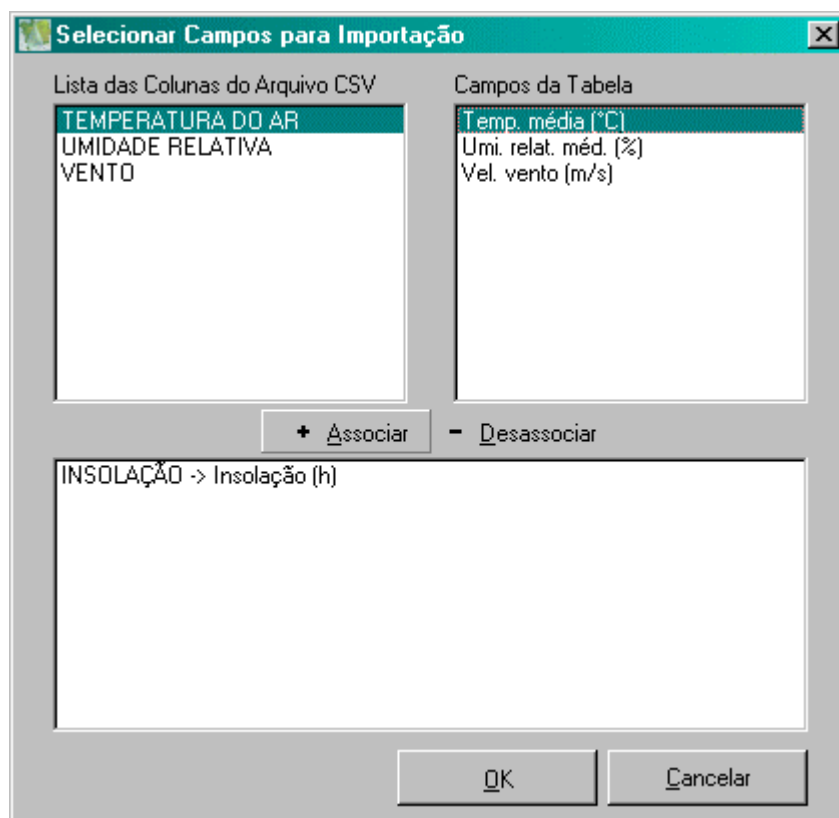 Selecionar Campos para Importação
Lista das Colunas do Arquivo CSV
TEMPERATURA DO AR
UMIDADE RELATIVA
VENTO
Campos da Tabela
Temp. média (°C)
Umi. relat. méd. (%)
Vel. vento (m/s)
+ Associar
- Desassociar
INSOLAÇÃO -> Insolação (h)
OK
Cancelar